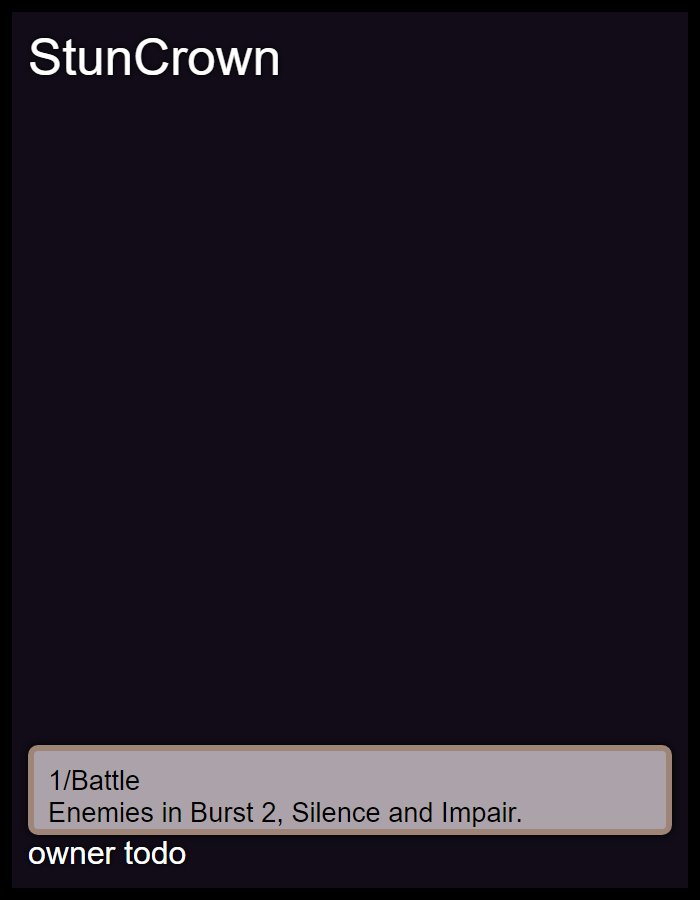 StunCrown
1/Battle
Enemies in Burst 2, Silence and Impair.
owner todo